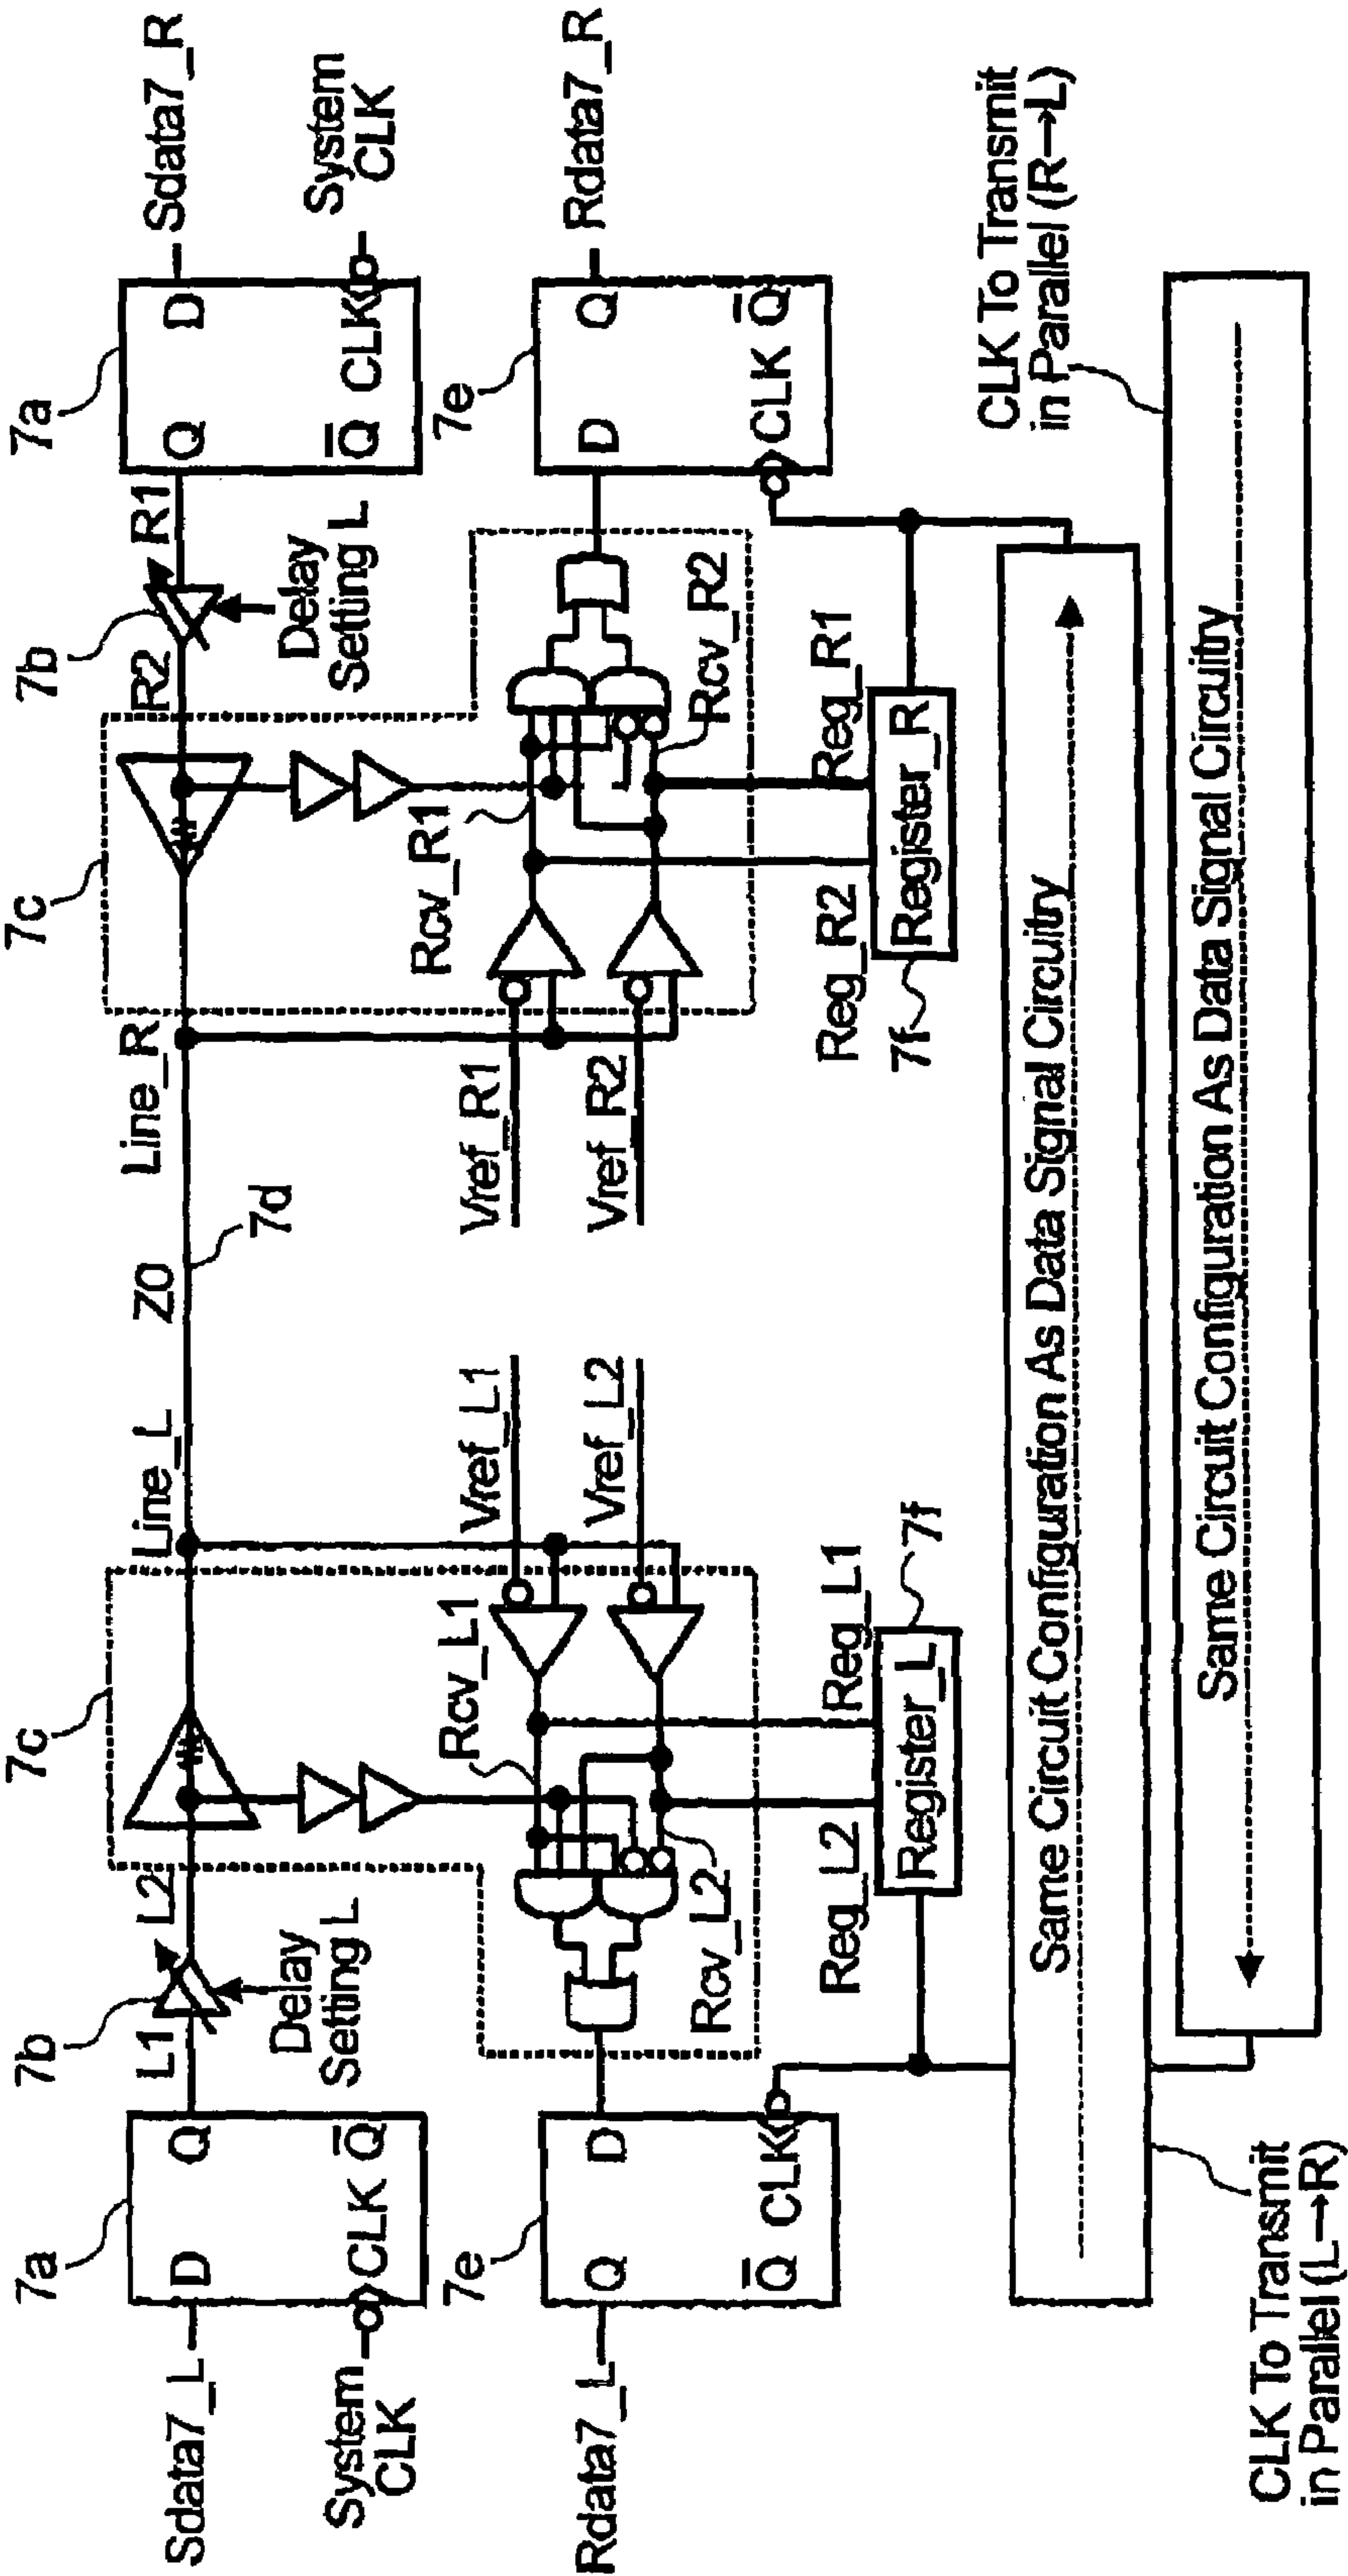 Sdata7_L
System
CLK
7a
D
Q
CLK
Q̅
L1
7b
L2
Delay
Setting L
7c
Line_L
Z0
7d
Line_R
7c
R2
7b
R1
Delay
Setting L
7a
Q
D
Q̅
CLK
Sdata7_R
System
CLK
Rdata7_L
7e
Q
D
Q̅
CLK
Rcv_L1
Rcv_L2
Vref_L1
Vref_L2
Vref_R1
Vref_R2
Rcv_R1
Rcv_R2
7e
D
Q
CLK
Q̅
Rdata7_R
Reg_L2
Reg_L1
Register_L
7f
Reg_R2
Reg_R1
Register_R
7f
Same Circuit Configuration As Data Signal Circuitry
Same Circuit Configuration As Data Signal Circuitry
CLK To Transmit
in Parallel (L→R)
CLK To Transmit
in Parallel (R→L)